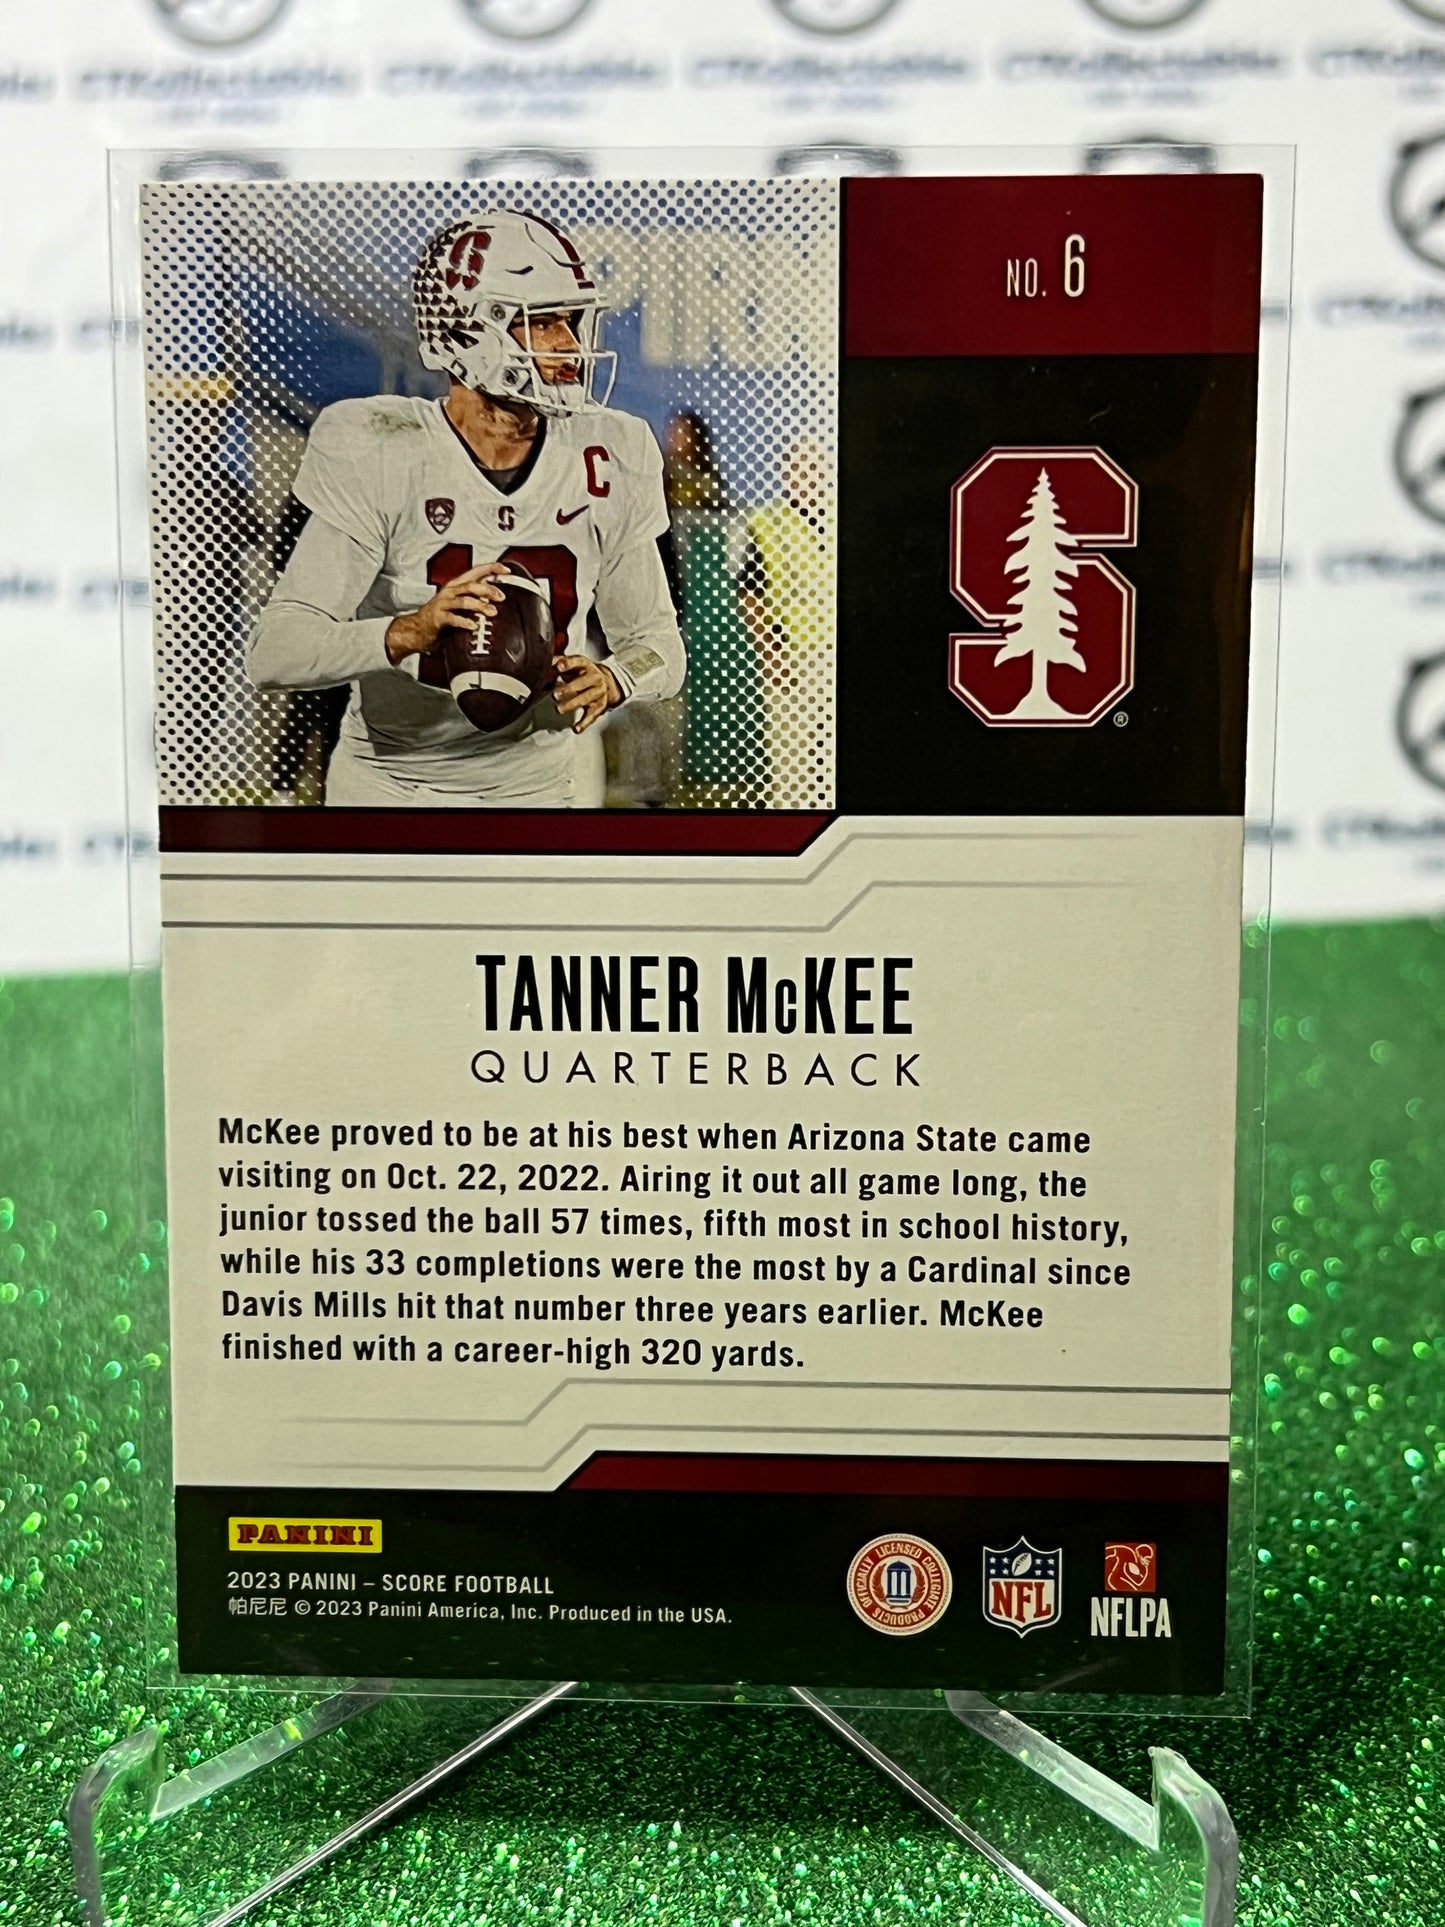 NO. 6
S
C
S
®
TANNER McKEE
QUARTERBACK
McKee proved to be at his best when Arizona State came
visiting on Oct. 22, 2022. Airing it out all game long, the
junior tossed the ball 57 times, fifth most in school history,
while his 33 completions were the most by a Cardinal since
Davis Mills hit that number three years earlier. McKee
finished with a career-high 320 yards.
PANINI
2023 PANINI – SCORE FOOTBALL
帕尼尼 © 2023 Panini America, Inc. Produced in the USA.
OFFICIALLY LICENSED COLLEGIATE PRODUCTS
NFL
NFLPA